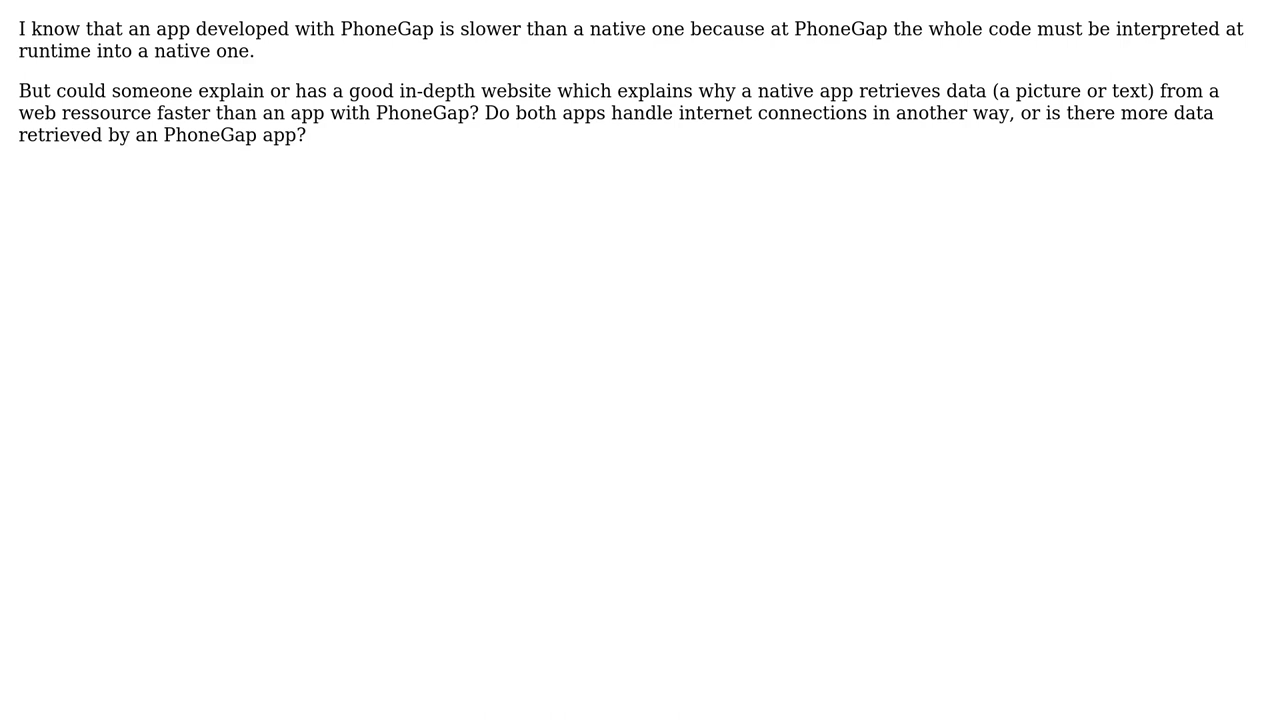 I know that an app developed with PhoneGap is slower than a native one because at PhoneGap the whole code must be interpreted at
runtime into a native one.
But could someone explain or has a good in-depth website which explains why a native app retrieves data (a picture or text) from a
web ressource faster than an app with PhoneGap? Do both apps handle internet connections in another way, or is there more data
retrieved by an PhoneGap app?